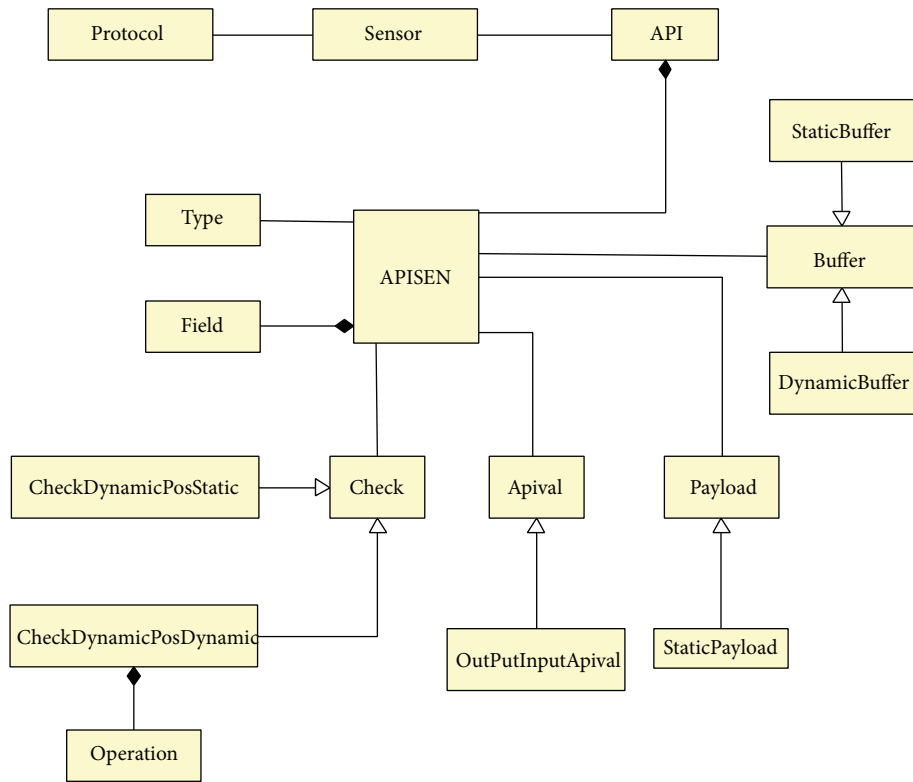 Protocol
Sensor
API
StaticBuffer
Type
Buffer
APISEN
Field
DynamicBuffer
CheckDynamicPosStatic
Check
Apival
Payload
CheckDynamicPosDynamic
OutPutInputApival
StaticPayload
Operation